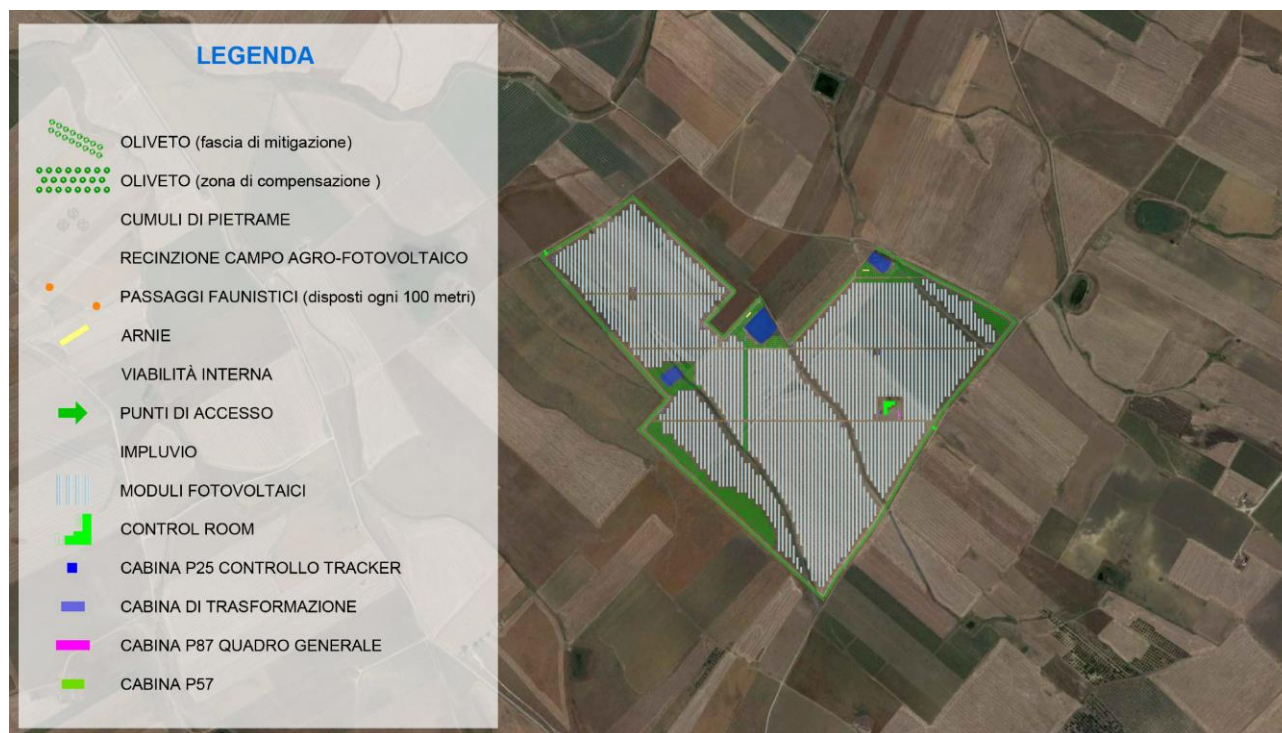 LEGENDA
OLIVETO (fascia di mitigazione)
OLIVETO (zona di compensazione )
CUMULI DI PIETRAME
RECINZIONE CAMPO AGRO-FOTOVOLTAICO
PASSAGGI FAUNISTICI (disposti ogni 100 metri)
ARNIE
VIABILITÀ INTERNA
PUNTI DI ACCESSO
IMPLUVIO
MODULI FOTOVOLTAICI
CONTROL ROOM
CABINA P25 CONTROLLO TRACKER
CABINA DI TRASFORMAZIONE
CABINA P87 QUADRO GENERALE
CABINA P57